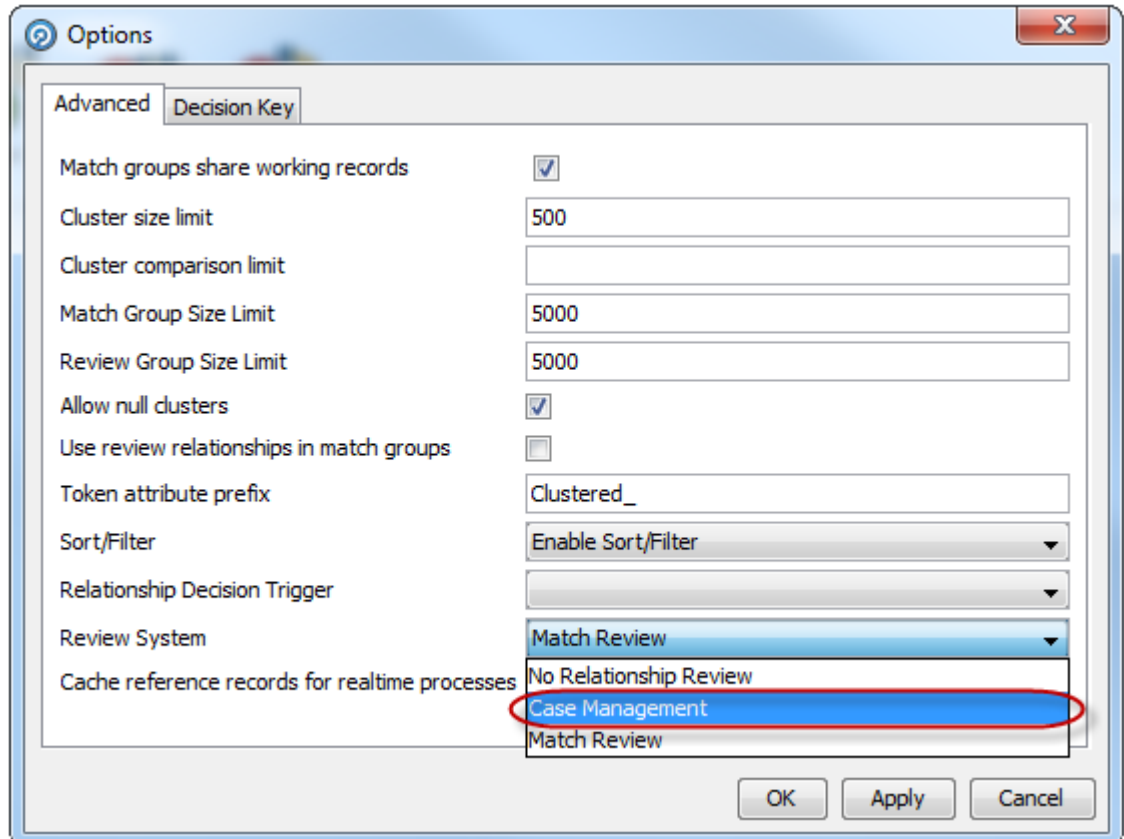 Options
Advanced
Decision Key
Match groups share working records
Cluster size limit 500
Cluster comparison limit
Match Group Size Limit 5000
Review Group Size Limit 5000
Allow null clusters
Use review relationships in match groups
Token attribute prefix Clustered_
Sort/Filter Enable Sort/Filter
Relationship Decision Trigger
Review System Match Review
Cache reference records for realtime processes No Relationship Review
Case Management
Match Review
OK Apply Cancel